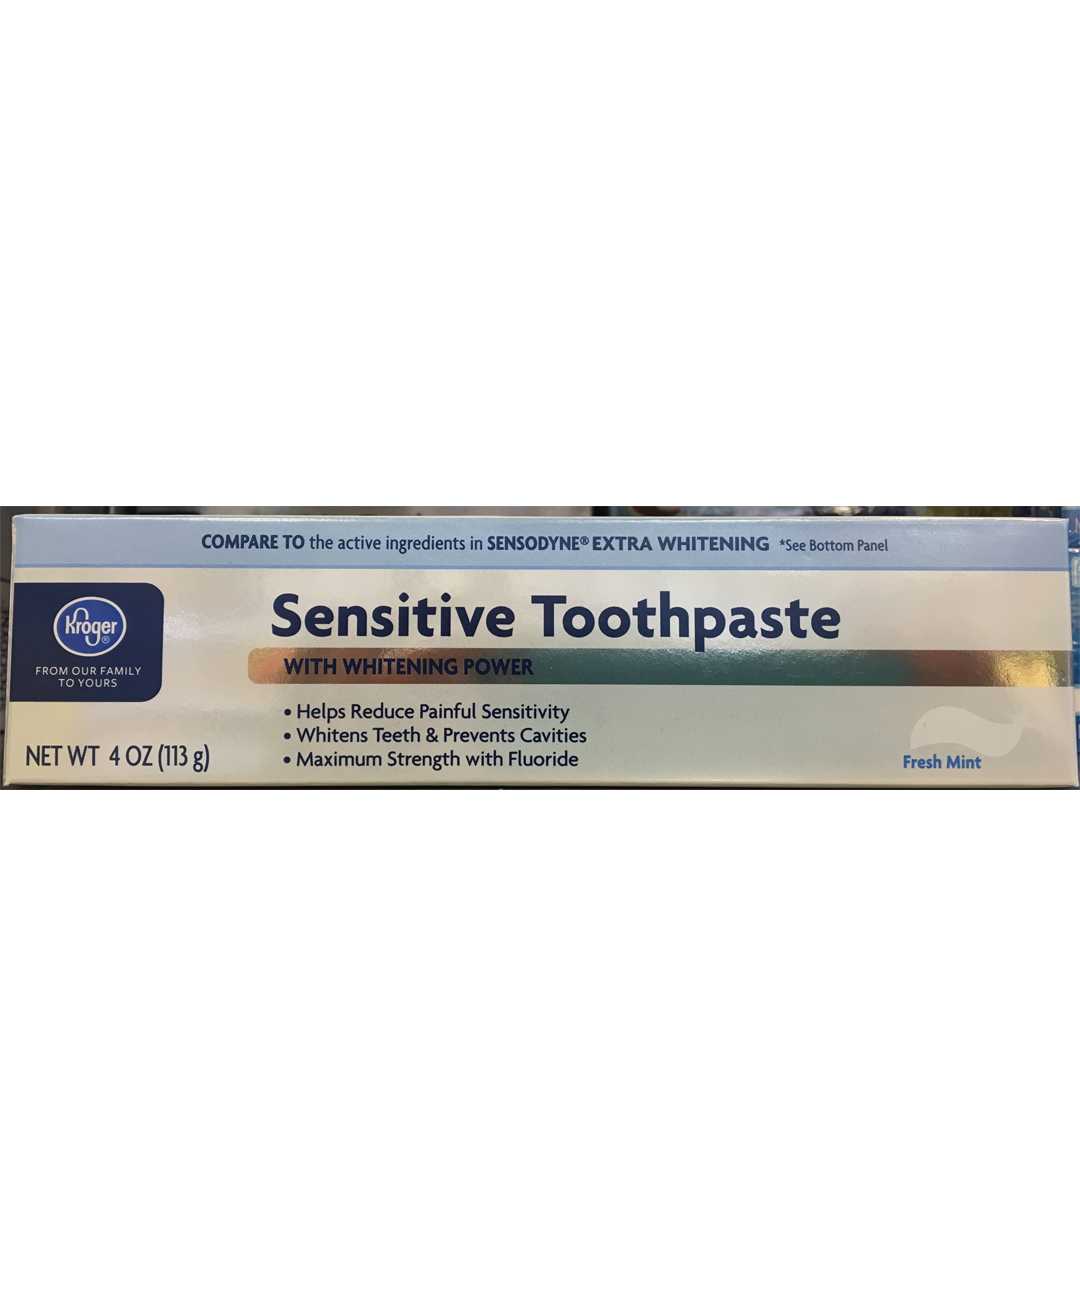 COMPARE TO the active ingredients in SENSODYNE® EXTRA WHITENING *See Bottom Panel
Kroger®
FROM OUR FAMILY
TO YOURS
Sensitive Toothpaste
WITH WHITENING POWER
• Helps Reduce Painful Sensitivity
• Whitens Teeth & Prevents Cavities
• Maximum Strength with Fluoride
NET WT 4 OZ (113 g)
Fresh Mint